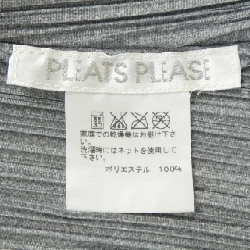 PLEATS PLEASE
家庭での乾燥機はお避け下さ
い。
洗濯時にはネットを使用して
下さい。
ポリエステル 100%